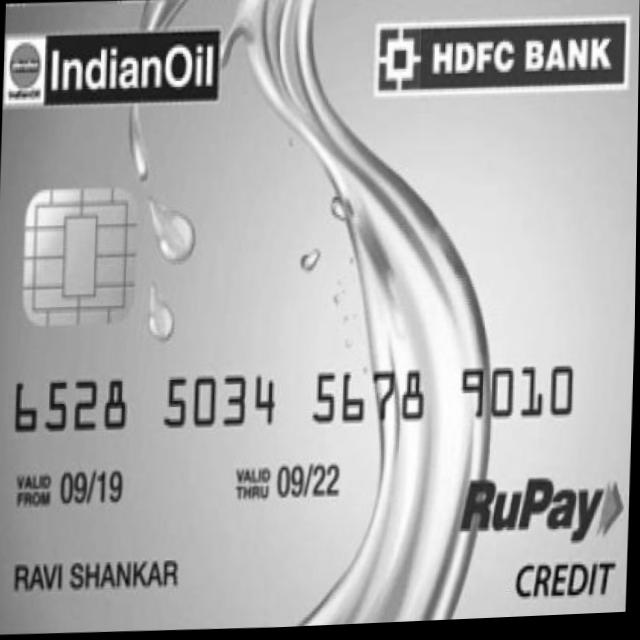 IndianOil HDFC BANK
6528 5034 5678 9010
VALID FROM 09/19 VALID THRU 09/22
RuPay
RAVI SHANKAR CREDIT